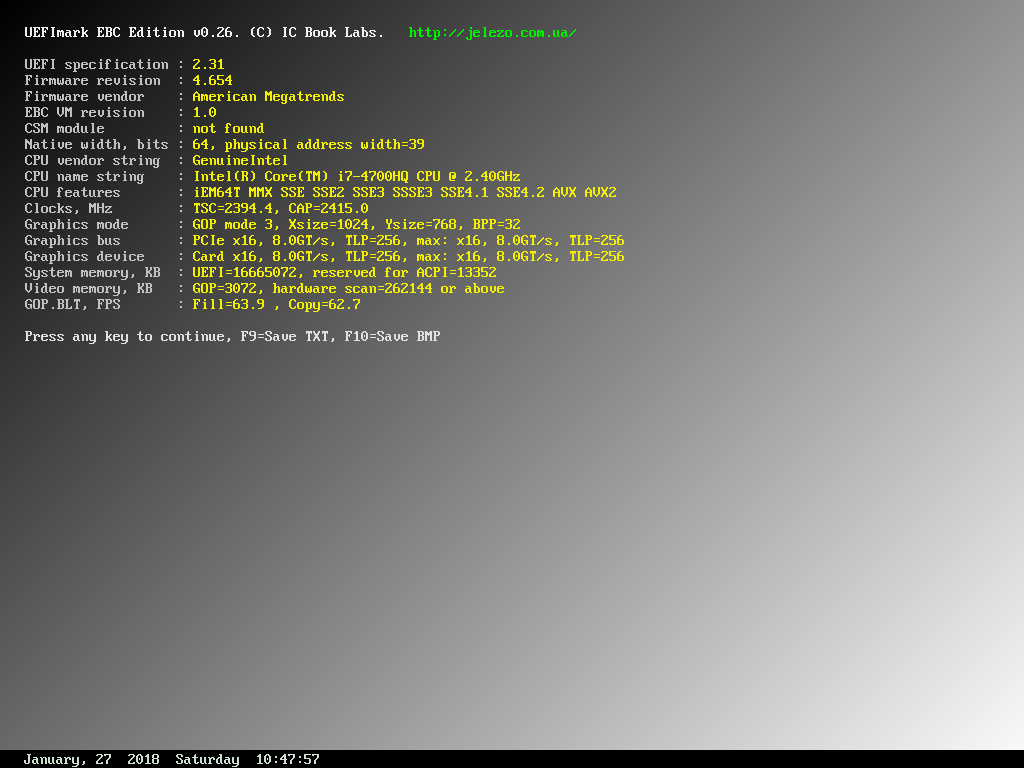 UEFImark EBC Edition v0.26. (C) IC Book Labs.   http://jelezo.com.ua/
UEFI specification : 2.31
Firmware revision  : 4.654
Firmware vendor    : American Megatrends
EBC VM revision    : 1.0
CSM module         : not found
Native width, bits : 64, physical address width=39
CPU vendor string  : GenuineIntel
CPU name string    : Intel(R) Core(TM) i7-4700HQ CPU @ 2.40GHz
CPU features       : iEM64T MMX SSE SSE2 SSE3 SSSE3 SSE4.1 SSE4.2 AVX AVX2
Clocks, MHz        : TSC=2394.4, CAP=2415.0
Graphics mode      : GOP mode 3, Xsize=1024, Ysize=768, BPP=32
Graphics bus       : PCIe x16, 8.0GT/s, TLP=256, max: x16, 8.0GT/s, TLP=256
Graphics device    : Card x16, 8.0GT/s, TLP=256, max: x16, 8.0GT/s, TLP=256
System memory, KB  : UEFI=16665072, reserved for ACPI=13352
Video memory, KB   : GOP=3072, hardware scan=262144 or above
GOP.BLT, FPS       : Fill=63.9 , Copy=62.7
Press any key to continue, F9=Save TXT, F10=Save BMP
January, 27  2018  Saturday  10:47:57